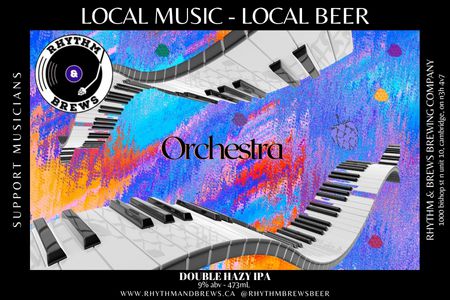 LOCAL MUSIC - LOCAL BEER
RHYTHM
&
BREWS
SUPPORT MUSICIANS
Orchestra
RHYTHM & BREWS BREWING COMPANY
1000 bishop st n unit 10, cambridge, on n3h 4v7
DOUBLE HAZY IPA
9% abv - 473mL
WWW.RHYTHMANDBREWS.CA @RHYTHMBREWSBEER